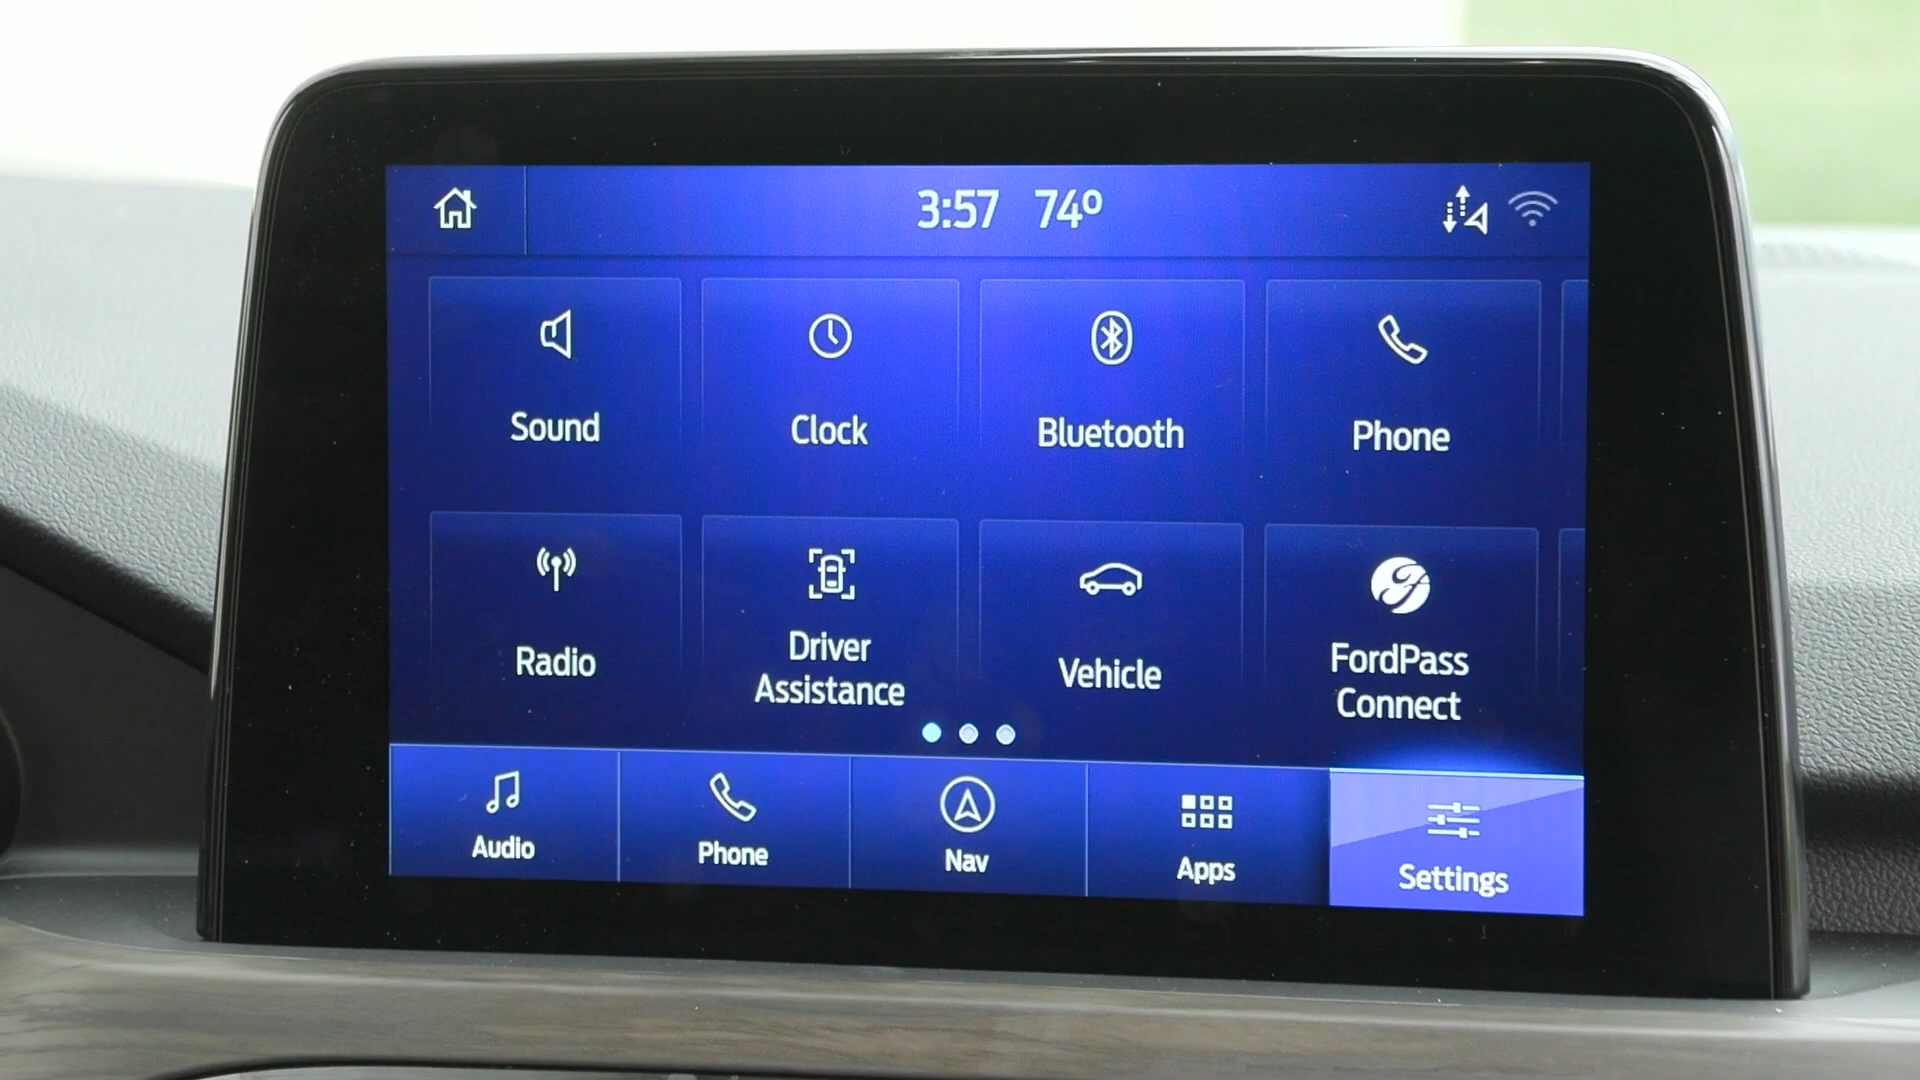 3:57 74°
Sound
Clock
Bluetooth
Phone
Radio
Driver
Assistance
Vehicle
FordPass
Connect
Audio
Phone
Nav
Apps
Settings